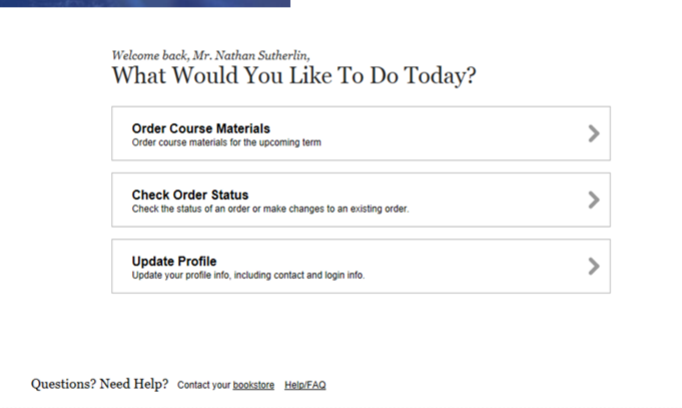 Welcome back, Mr. Nathan Sutherlin,
What Would You Like To Do Today?
Order Course Materials
Order course materials for the upcoming term
Check Order Status
Check the status of an order or make changes to an existing order.
Update Profile
Update your profile info, including contact and login info.
Questions? Need Help? Contact your bookstore Help/FAQ